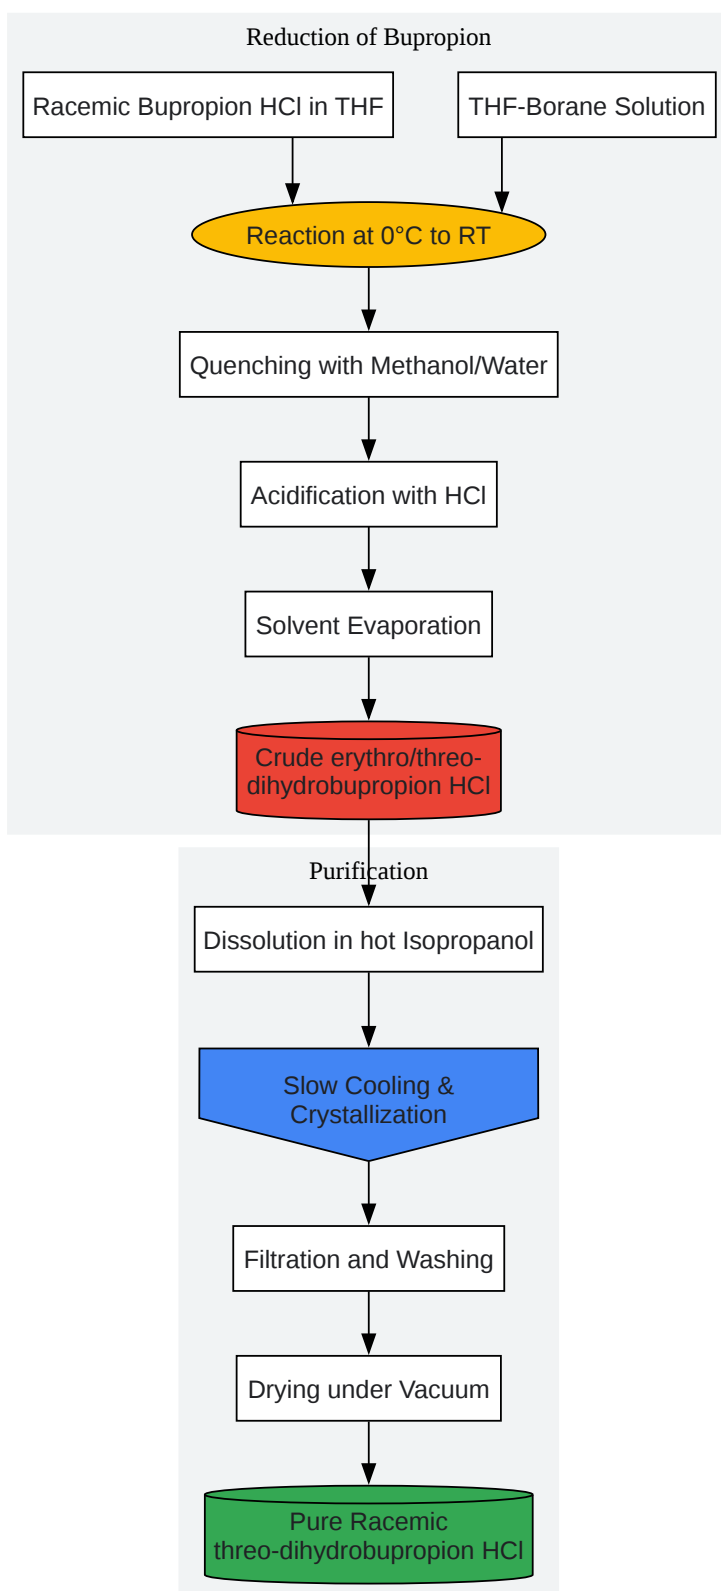 Reduction of Bupropion
Racemic Bupropion HCl in THF
THF-Borane Solution
Reaction at 0°C to RT
Quenching with Methanol/Water
Acidification with HCl
Solvent Evaporation
Crude erythro/threo-
dihydrobupropion HCl
Purification
Dissolution in hot Isopropanol
Slow Cooling &
Crystallization
Filtration and Washing
Drying under Vacuum
Pure Racemic
threo-dihydrobupropion HCl